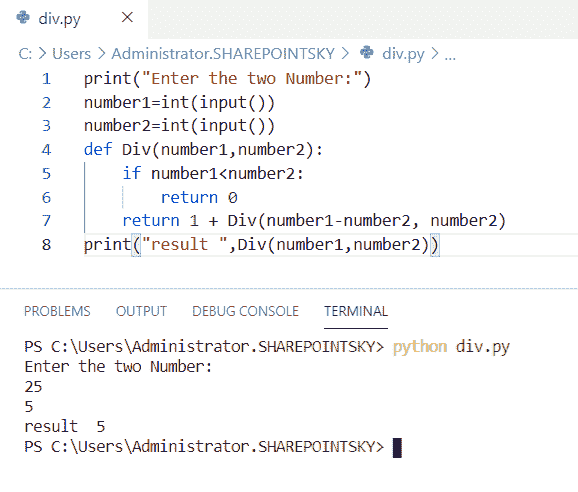 div.py
C: > Users > Administrator.SHAREPOINTSKY > div.py > ...
1 print("Enter the two Number:")
2 number1=int(input())
3 number2=int(input())
4 def Div(number1,number2):
5     if number1<number2:
6         return 0
7     return 1 + Div(number1-number2, number2)
8 print("result ",Div(number1,number2))
PROBLEMS OUTPUT DEBUG CONSOLE TERMINAL
PS C:\Users\Administrator.SHAREPOINTSKY> python div.py
Enter the two Number:
25
5
result  5
PS C:\Users\Administrator.SHAREPOINTSKY>